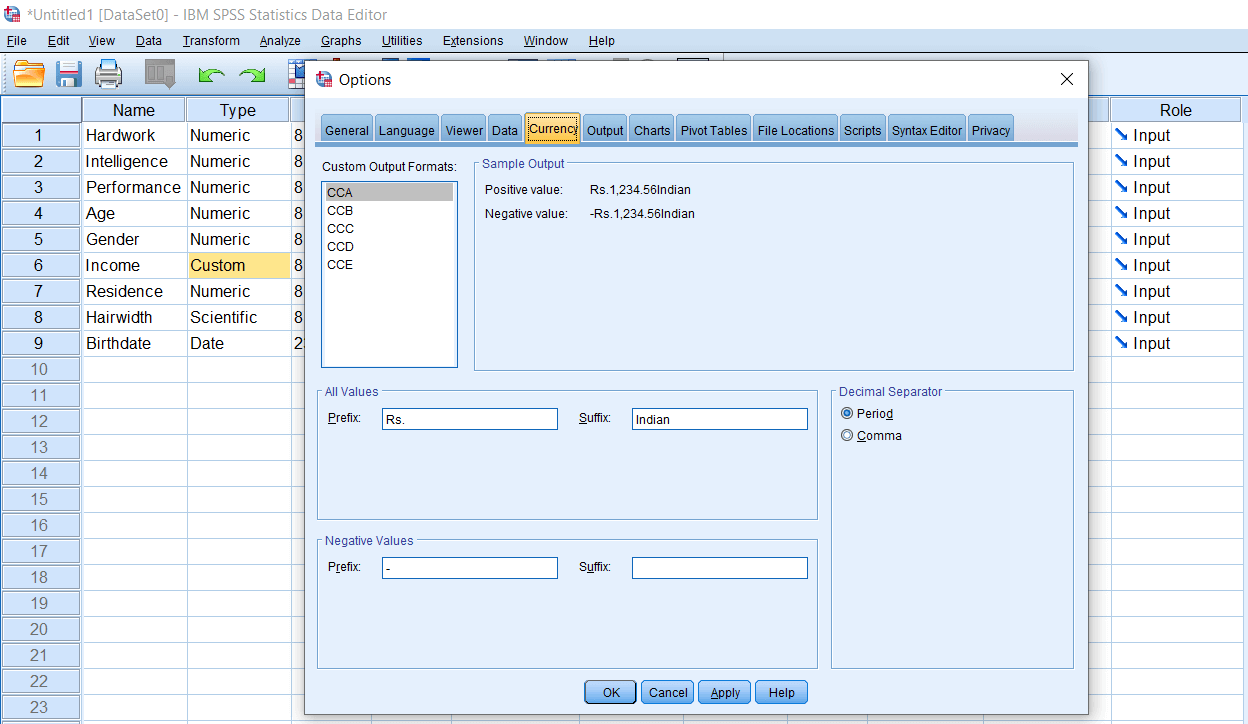 *Untitled1 [DataSet0] - IBM SPSS Statistics Data Editor
File Edit View Data Transform Analyze Graphs Utilities Extensions Window Help
Options
General Language Viewer Data Currency Output Charts Pivot Tables File Locations Scripts Syntax Editor Privacy
Custom Output Formats:
CCA
CCB
CCC
CCD
CCE
Sample Output
Positive value: Rs.1,234.56Indian
Negative value: -Rs.1,234.56Indian
All Values
Prefix: Rs. Suffix: Indian
Decimal Separator
Period
Comma
Negative Values
Prefix: - Suffix:
OK Cancel Apply Help
Name Type Role
1 Hardwork Numeric 8 Input
2 Intelligence Numeric 8 Input
3 Performance Numeric 8 Input
4 Age Numeric 8 Input
5 Gender Numeric 8 Input
6 Income Custom 8 Input
7 Residence Numeric 8 Input
8 Hairwidth Scientific 8 Input
9 Birthdate Date 2 Input
10
11
12
13
14
15
16
17
18
19
20
21
22
23